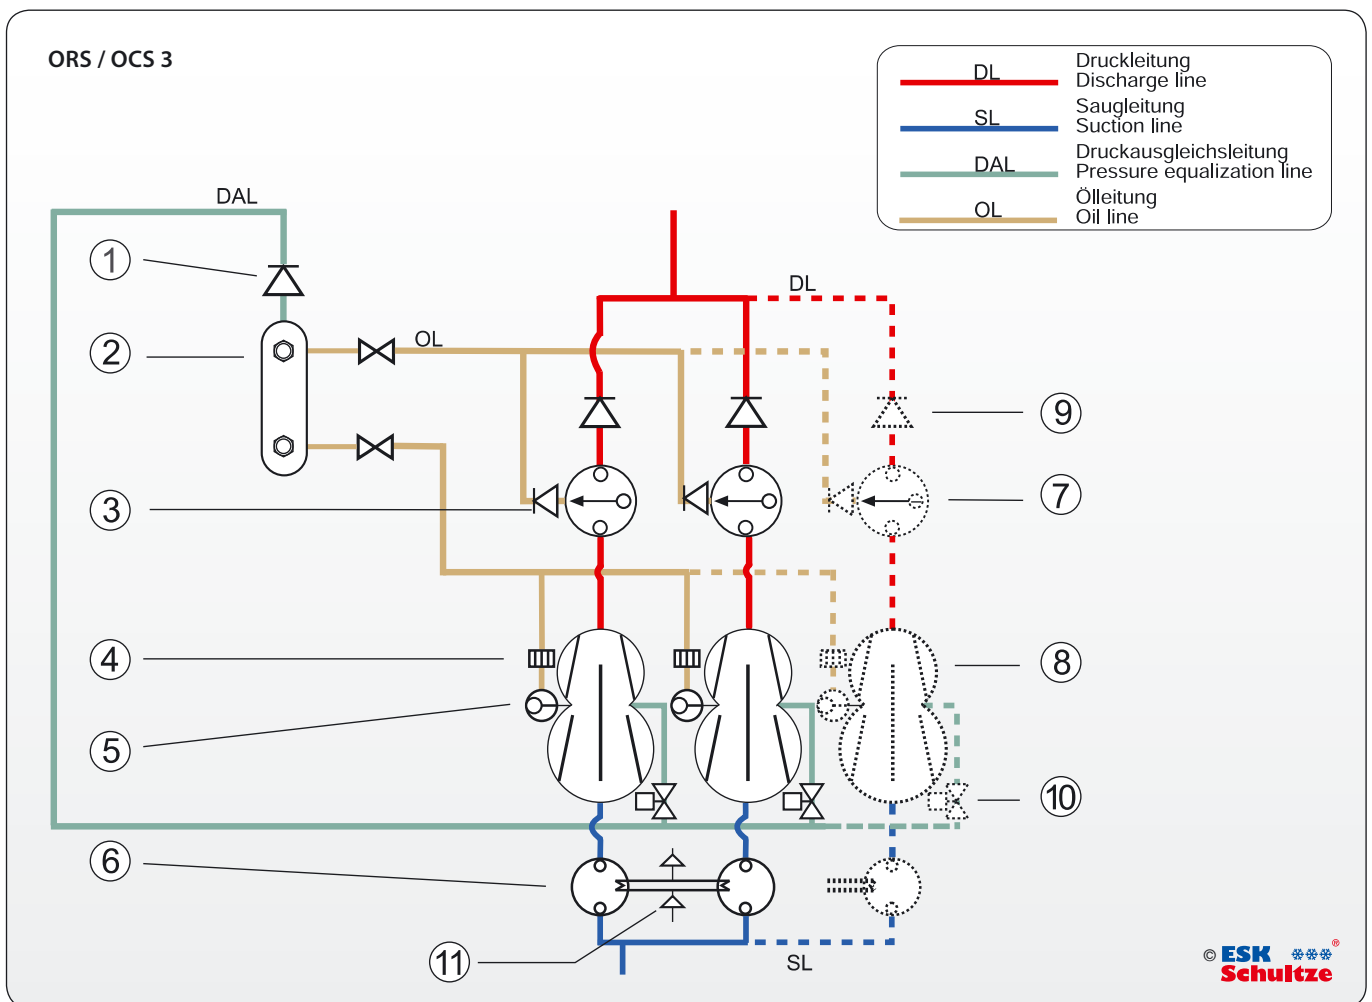 ORS / OCS 3
DL
Druckleitung
Discharge line
SL
Saugleitung
Suction line
DAL
Druckausgleichsleitung
Pressure equalization line
OL
Ölleitung
Oil line
DAL
1
DL
2
OL
9
3
7
4
8
5
10
6
11
SL
© ESK ®
Schultze